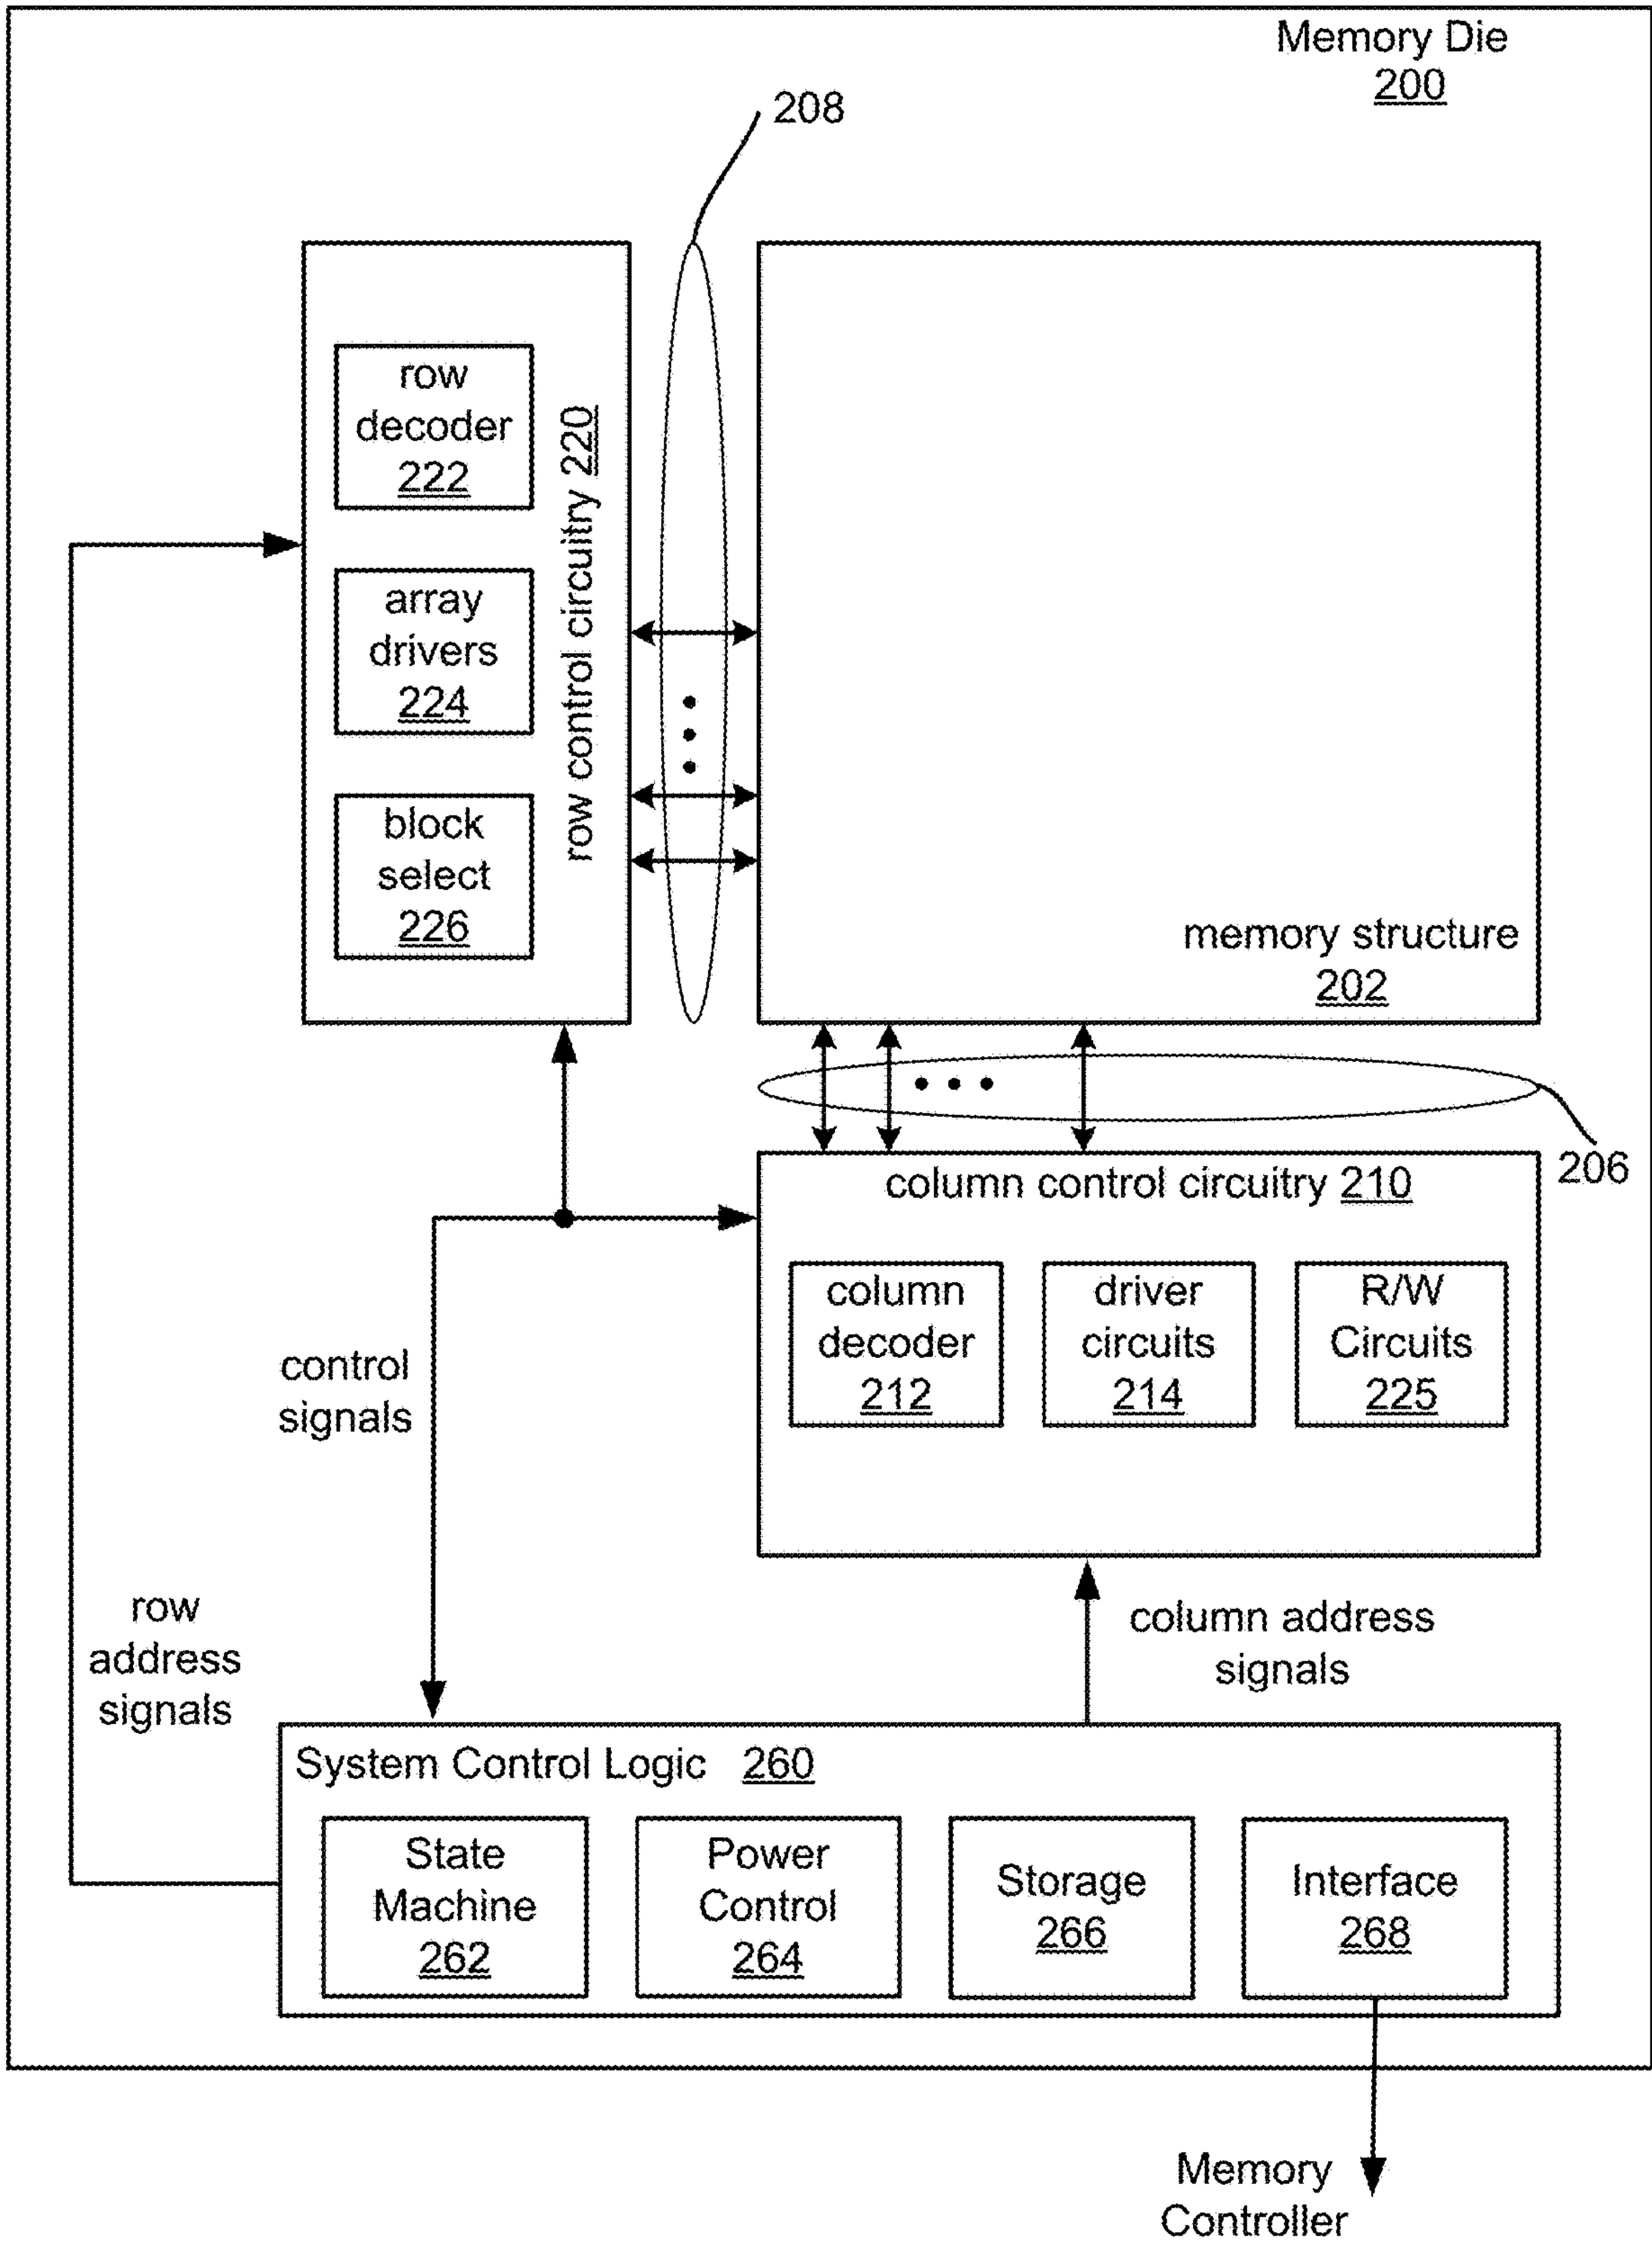 Memory Die
200
208
row
decoder
222
array
drivers
224
block
select
226
row control circuitry 220
memory structure
202
206
column control circuitry 210
column
decoder
212
driver
circuits
214
R/W
Circuits
225
control
signals
row
address
signals
column address
signals
System Control Logic 260
State
Machine
262
Power
Control
264
Storage
266
Interface
268
Memory
Controller